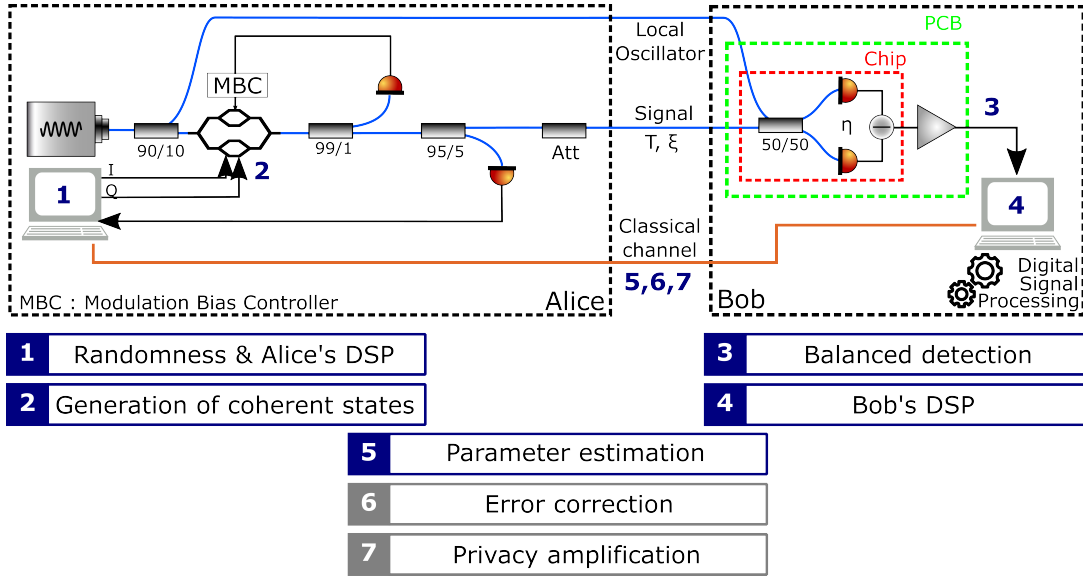 Local
Oscillator
PCB
Chip
MBC
90/10
99/1
95/5
Att
Signal
T, ξ
50/50
η
3
I
Q
2
1
4
Classical
channel
5,6,7
MBC : Modulation Bias Controller
Alice
Bob
Digital
Signal
Processing
1 Randomness & Alice's DSP
2 Generation of coherent states
3 Balanced detection
4 Bob's DSP
5 Parameter estimation
6 Error correction
7 Privacy amplification